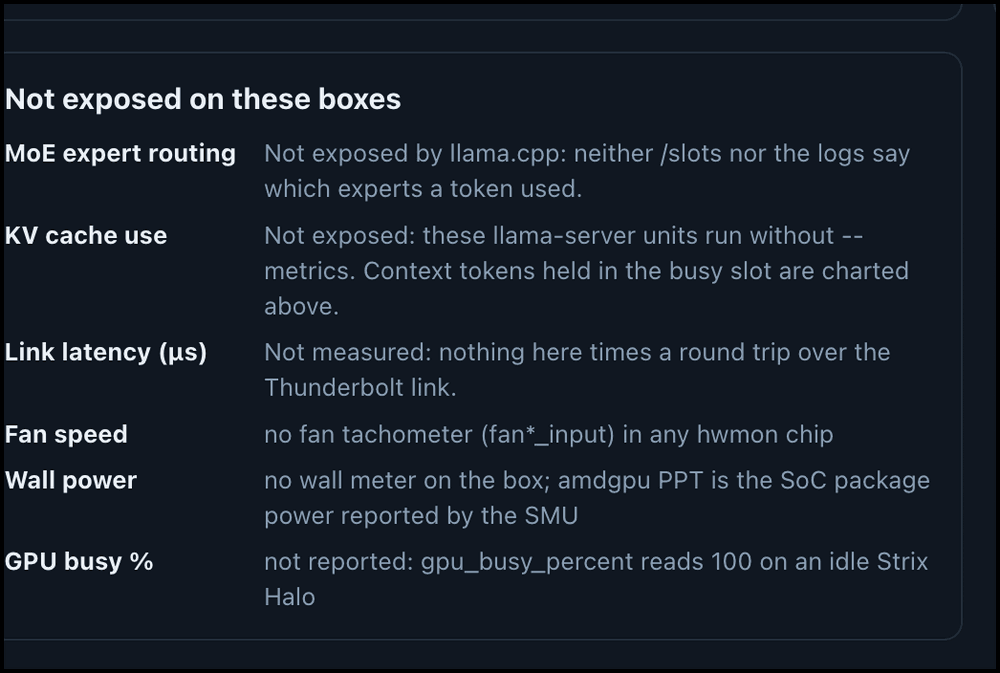 Not exposed on these boxes
MoE expert routing
Not exposed by llama.cpp: neither /slots nor the logs say
which experts a token used.
KV cache use
Not exposed: these llama-server units run without --
metrics. Context tokens held in the busy slot are charted
above.
Link latency (µs)
Not measured: nothing here times a round trip over the
Thunderbolt link.
Fan speed
no fan tachometer (fan*_input) in any hwmon chip
Wall power
no wall meter on the box; amdgpu PPT is the SoC package
power reported by the SMU
GPU busy %
not reported: gpu_busy_percent reads 100 on an idle Strix
Halo